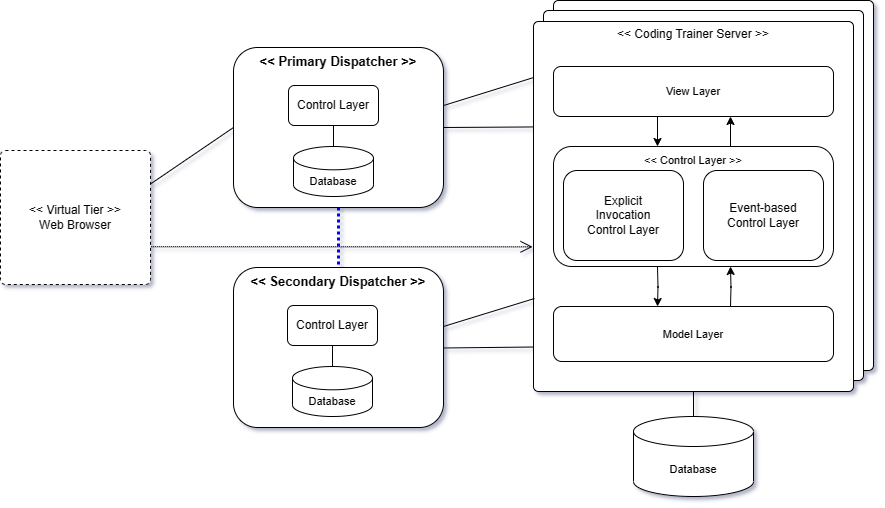 << Virtual Tier >>
Web Browser
<< Primary Dispatcher >>
Control Layer
Database
<< Secondary Dispatcher >>
Control Layer
Database
<< Coding Trainer Server >>
View Layer
<< Control Layer >>
Explicit
Invocation
Control Layer
Event-based
Control Layer
Model Layer
Database